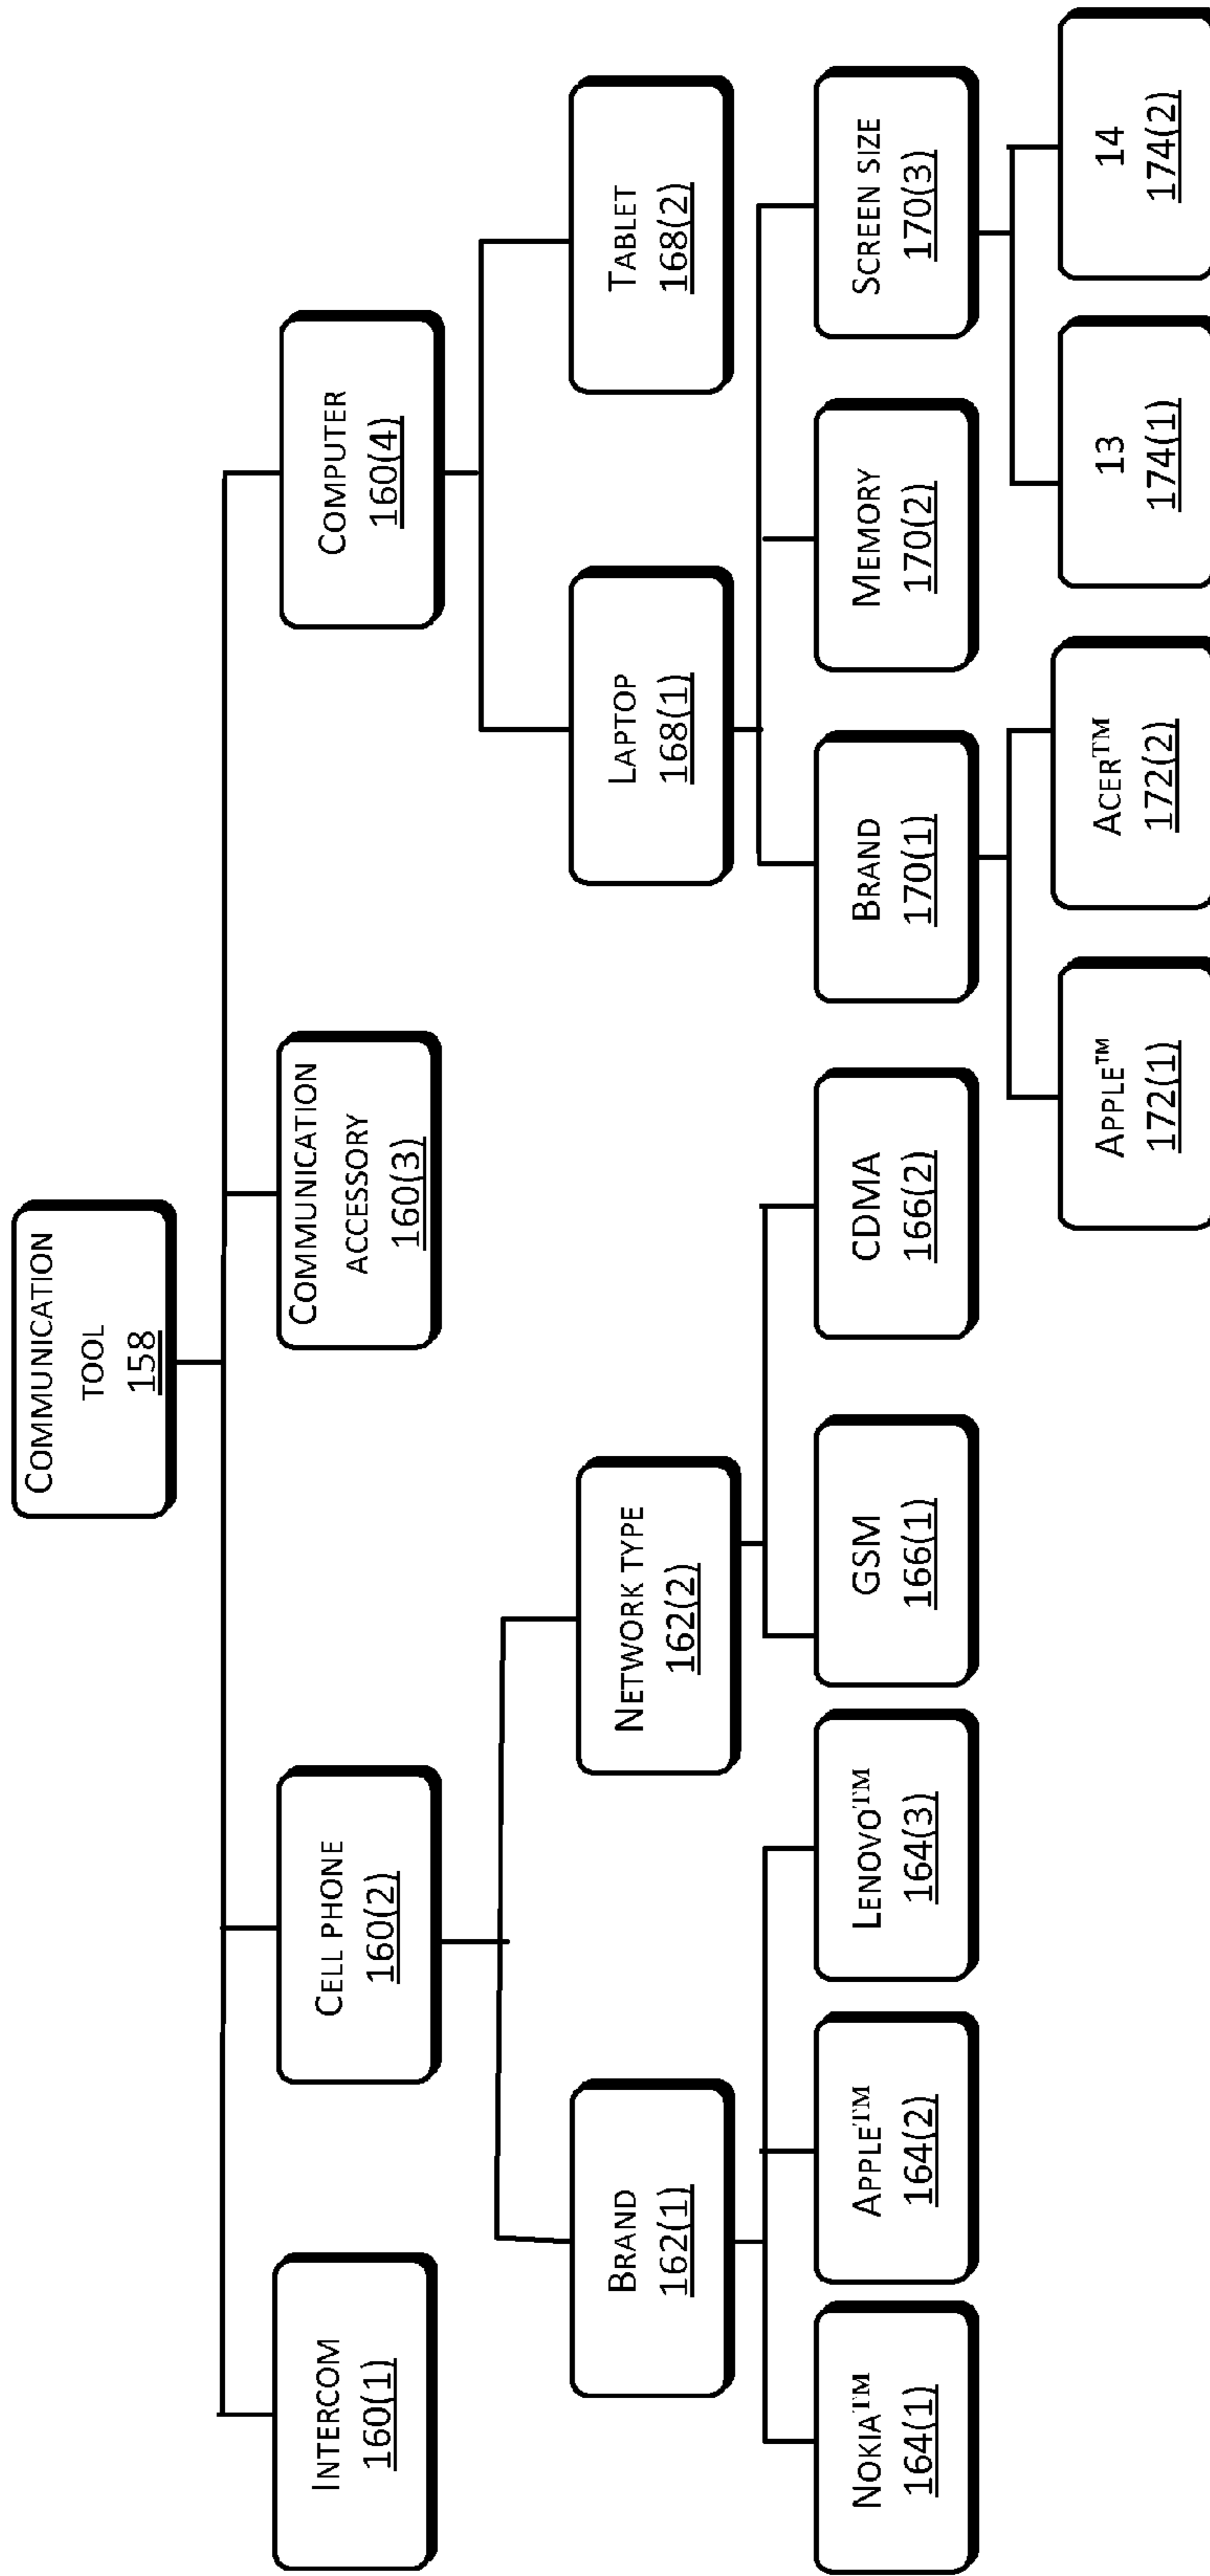 COMMUNICATION
TOOL
158
INTERCOM
160(1)
CELL PHONE
160(2)
COMMUNICATION
ACCESSORY
160(3)
COMPUTER
160(4)
BRAND
162(1)
NETWORK TYPE
162(2)
LAPTOP
168(1)
TABLET
168(2)
NOKIA™
164(1)
APPLE™
164(2)
LENOVO™
164(3)
GSM
166(1)
CDMA
166(2)
BRAND
170(1)
MEMORY
170(2)
SCREEN SIZE
170(3)
APPLE™
172(1)
ACER™
172(2)
13
174(1)
14
174(2)